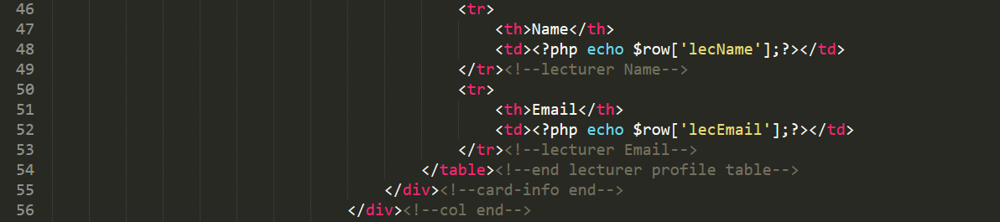 46 <tr>
47 <th>Name</th>
48 <td><?php echo $row['lecName'];?></td>
49 </tr><!--lecturer Name-->
50 <tr>
51 <th>Email</th>
52 <td><?php echo $row['lecEmail'];?></td>
53 </tr><!--lecturer Email-->
54 </table><!--end lecturer profile table-->
55 </div><!--card-info end-->
56 </div><!--col end-->